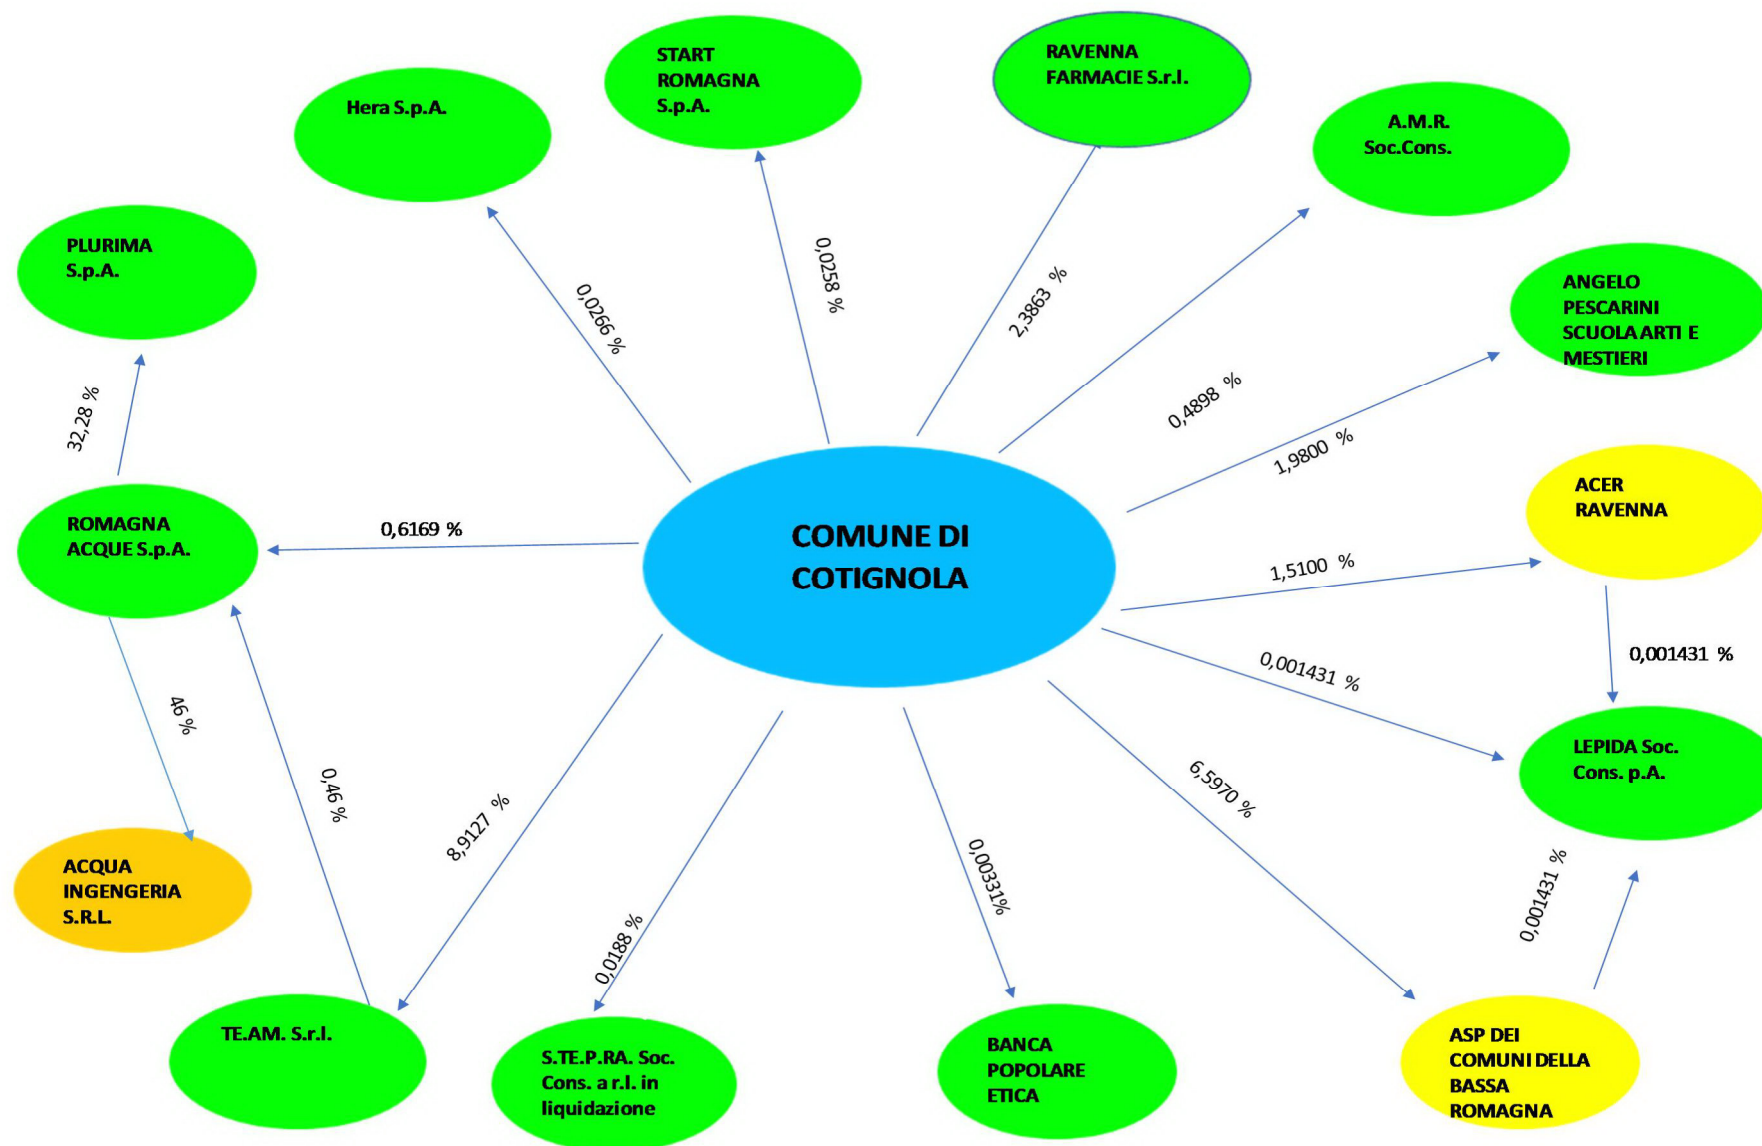 START
ROMAGNA
S.p.A.
RAVENNA
FARMACIE S.r.l.
Hera S.p.A.
A.M.R.
Soc.Cons.
PLURIMA
S.p.A.
ANGELO
PESCARINI
SCUOLA ARTI E
MESTIERI
0,0266 %
0,0258 %
2,3863 %
0,4898 %
1,9800 %
32,28 %
ROMAGNA
ACQUE S.p.A.
0,6169 %
COMUNE DI
COTIGNOLA
ACER
RAVENNA
1,5100 %
0,001431 %
0,001431 %
LEPIDA Soc.
Cons. p.A.
46 %
0,46 %
8,9127 %
0,0188 %
0,00331%
6,5970 %
0,001431 %
ACQUA
INGENGERIA
S.R.L.
TE.AM. S.r.l.
S.TE.P.RA. Soc.
Cons. a r.l. in
liquidazione
BANCA
POPOLARE
ETICA
ASP DEI
COMUNI DELLA
BASSA
ROMAGNA